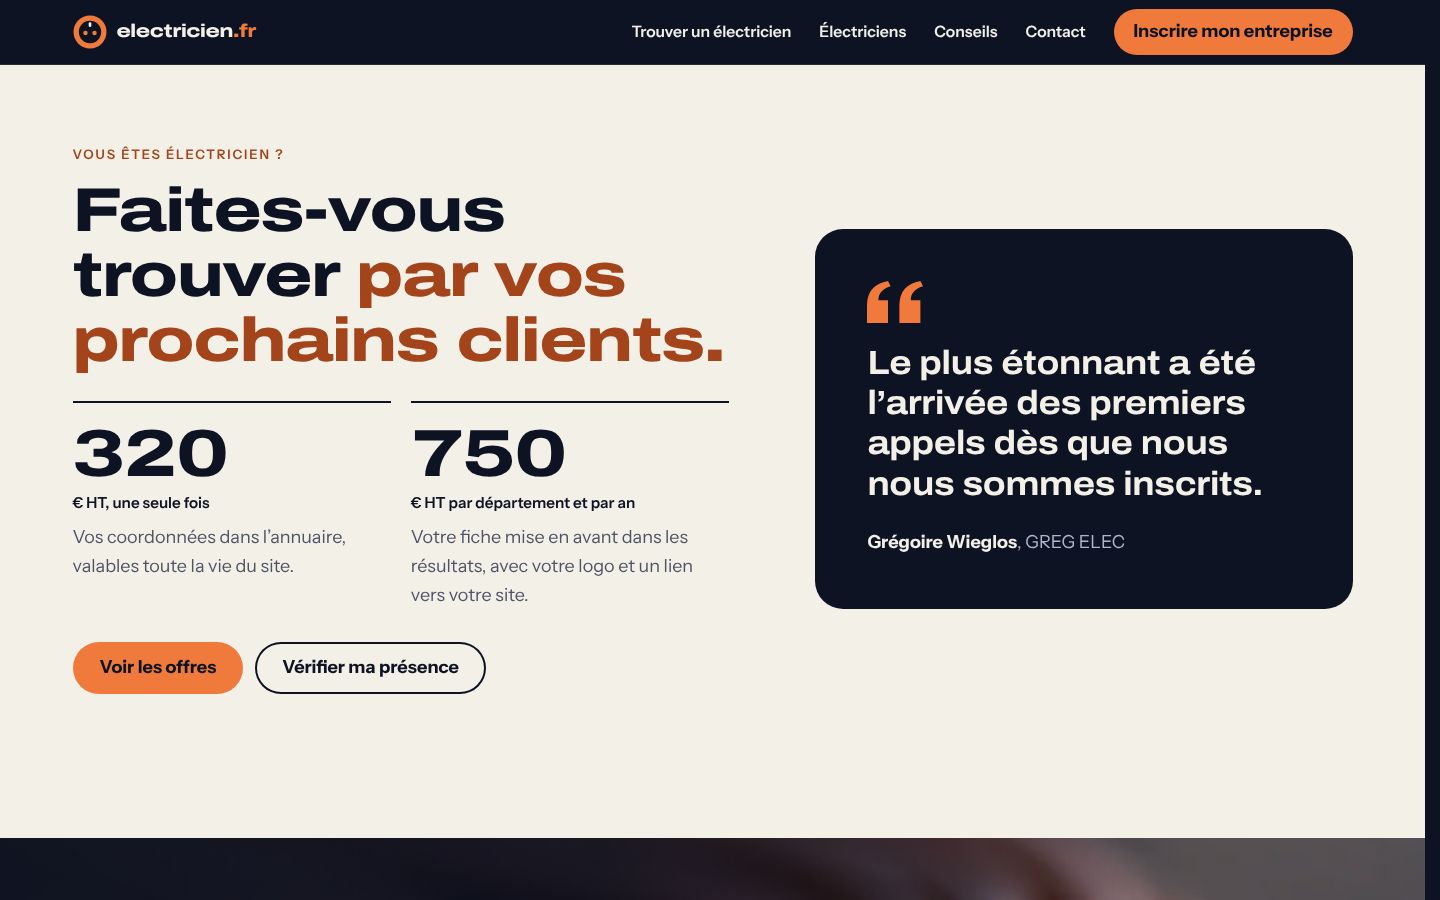 electricien.fr
Trouver un électricien
Électriciens
Conseils
Contact
Inscrire mon entreprise
VOUS ÊTES ÉLECTRICIEN ?
Faites-vous
trouver par vos
prochains clients.
320
€ HT, une seule fois
Vos coordonnées dans l’annuaire,
valables toute la vie du site.
750
€ HT par département et par an
Votre fiche mise en avant dans les
résultats, avec votre logo et un lien
vers votre site.
Voir les offres
Vérifier ma présence
“
Le plus étonnant a été
l’arrivée des premiers
appels dès que nous
nous sommes inscrits.
Grégoire Wieglos, GREG ELEC